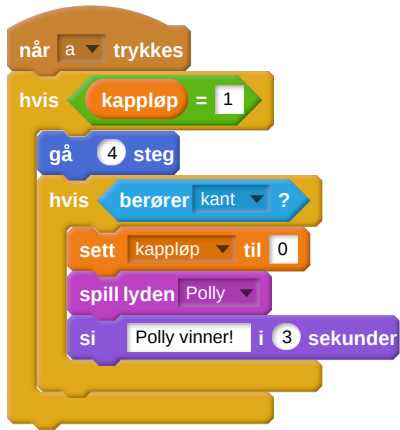 når a trykkes
hvis kappløp = 1
gå 4 steg
hvis berører kant ?
sett kappløp til 0
spill lyden Polly
si Polly vinner! i 3 sekunder